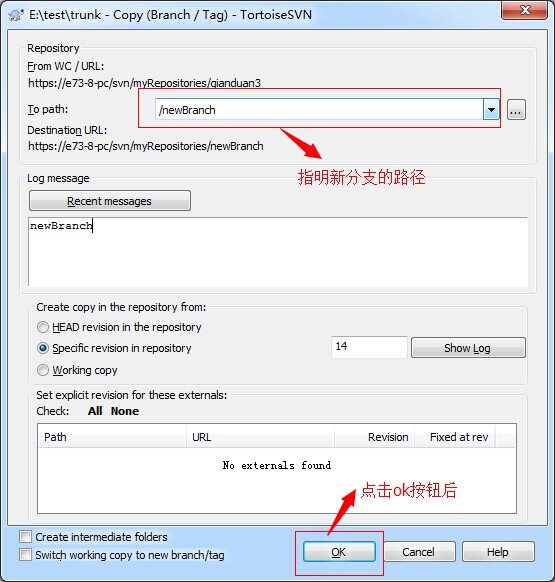 E:\test\trunk - Copy (Branch / Tag) - TortoiseSVN
Repository
From WC / URL:
https://e73-8-pc/svn/myRepositories/qianduan3
To path:
/newBranch
...
Destination URL:
https://e73-8-pc/svn/myRepositories/newBranch
指明新分支的路径
Log message
Recent messages
newBranch
Create copy in the repository from:
HEAD revision in the repository
Specific revision in repository
14
Show Log
Working copy
Set explicit revision for these externals:
Check: All None
Path URL Revision Fixed at rev
No externals found
点击ok按钮后
Create intermediate folders
Switch working copy to new branch/tag
OK Cancel Help